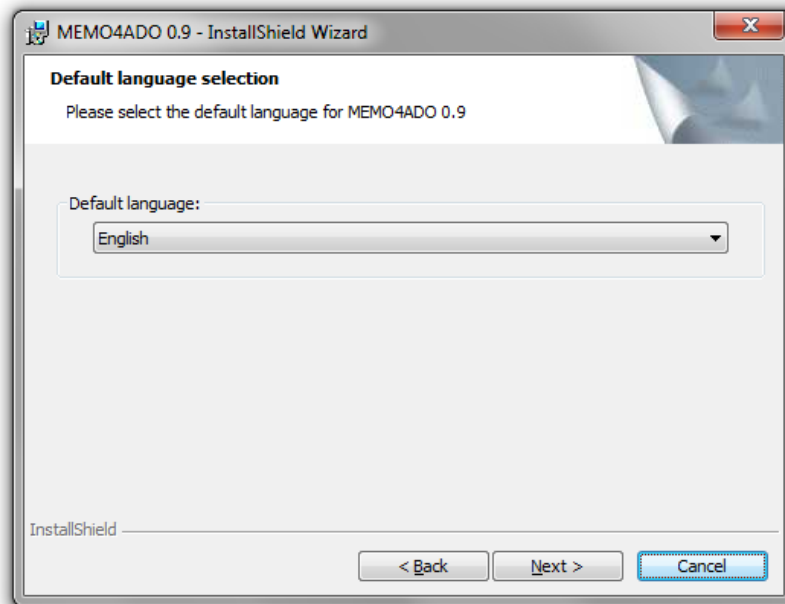 MEMO4ADO 0.9 - InstallShield Wizard
Default language selection
Please select the default language for MEMO4ADO 0.9
Default language:
English
InstallShield
< Back
Next >
Cancel